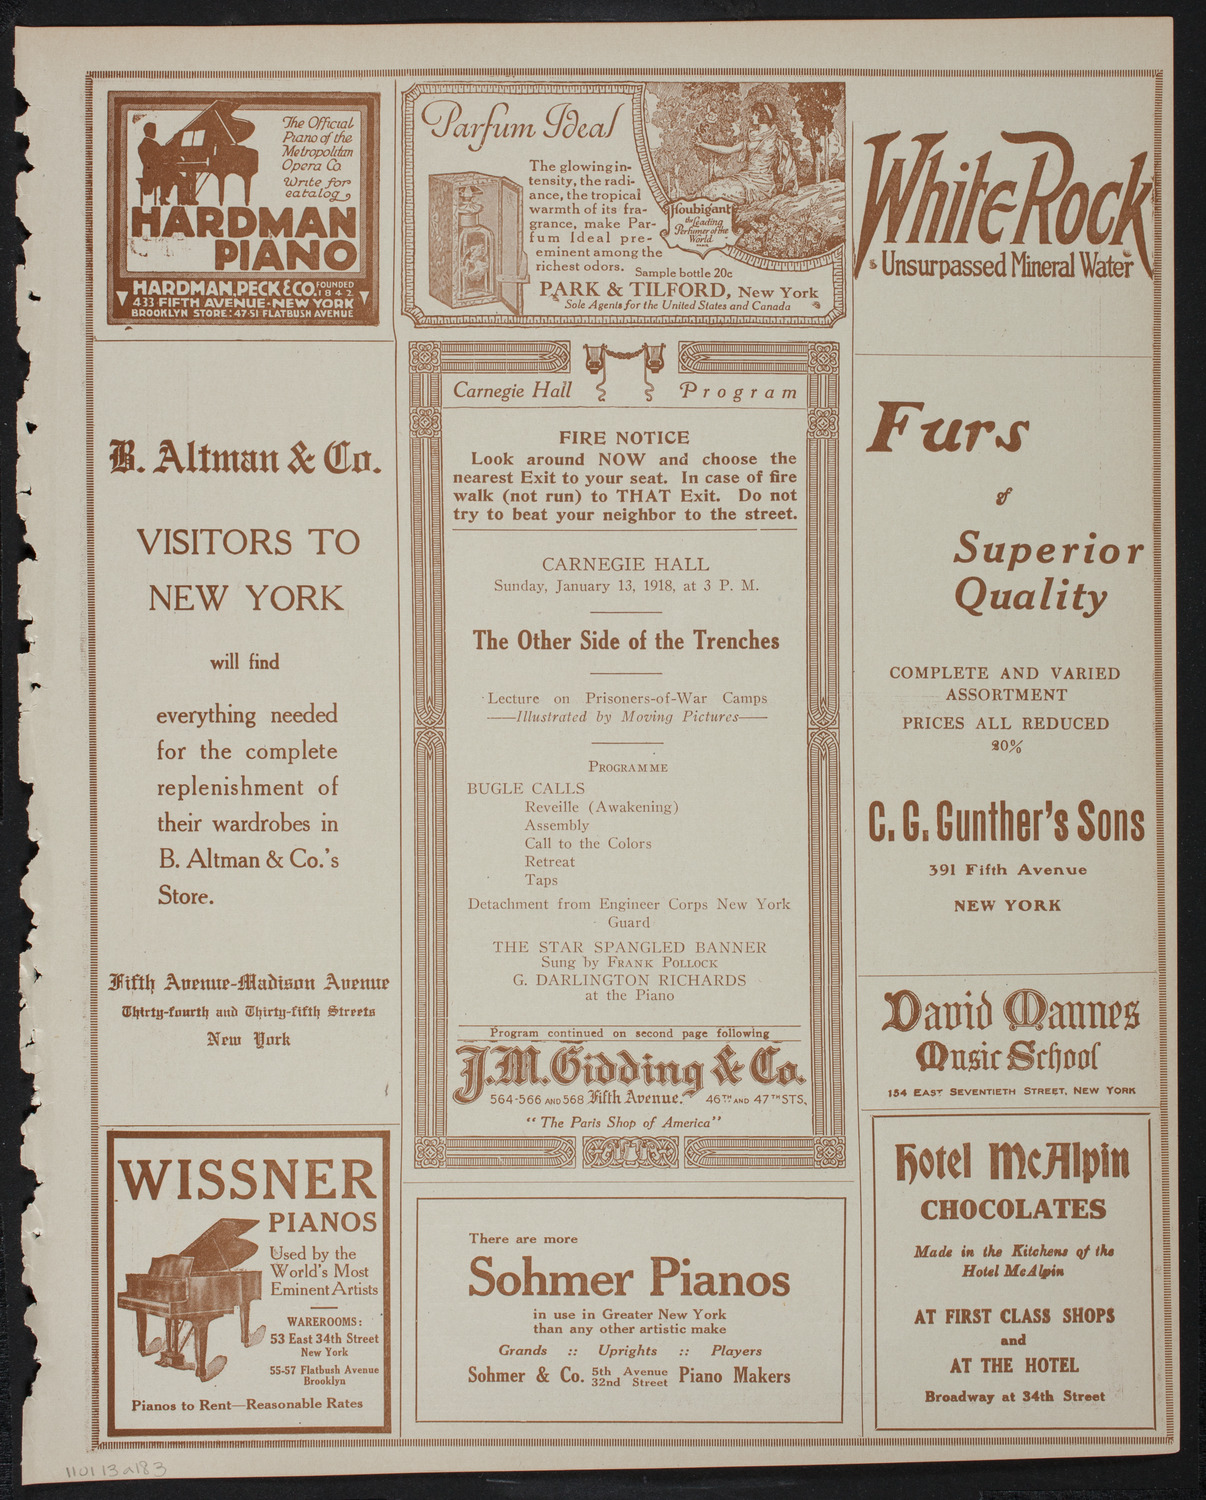 The Official
Piano of the
Metropolitan
Opera Co.
Write for
catalog
HARDMAN
PIANO
HARDMAN, PECK & CO. FOUNDED 1842
433 FIFTH AVENUE - NEW YORK
BROOKLYN STORE: 47-51 FLATBUSH AVENUE
B. Altman & Co.
VISITORS TO
NEW YORK
will find
everything needed
for the complete
replenishment of
their wardrobes in
B. Altman & Co.'s
Store.
Fifth Avenue-Madison Avenue
Thirty-fourth and Thirty-fifth Streets
New York
WISSNER
PIANOS
Used by the
World's Most
Eminent Artists
WAREROOMS:
53 East 34th Street
New York
55-57 Flatbush Avenue
Brooklyn
Pianos to Rent—Reasonable Rates
Parfum Ideal
The glowing in-
tensity, the radi-
ance, the tropical
warmth of its fra-
grance, make Par-
fum Ideal pre-
eminent among the
richest odors.
Houbigant
the Leading
Perfumer of the
World
PARIS
Sample bottle 20c
PARK & TILFORD, New York
Sole Agents for the United States and Canada
Carnegie Hall Program
FIRE NOTICE
Look around NOW and choose the
nearest Exit to your seat. In case of fire
walk (not run) to THAT Exit. Do not
try to beat your neighbor to the street.
CARNEGIE HALL
Sunday, January 13, 1918, at 3 P. M.
The Other Side of the Trenches
Lecture on Prisoners-of-War Camps
—Illustrated by Moving Pictures—
PROGRAMME
BUGLE CALLS
Reveille (Awakening)
Assembly
Call to the Colors
Retreat
Taps
Detachment from Engineer Corps New York
Guard
THE STAR SPANGLED BANNER
Sung by FRANK POLLOCK
G. DARLINGTON RICHARDS
at the Piano
Program continued on second page following
J. M. Gidding & Co.
564-566 AND 568 Fifth Avenue. 46TH AND 47TH STS.
"The Paris Shop of America"
There are more
Sohmer Pianos
in use in Greater New York
than any other artistic make
Grands :: Uprights :: Players
Sohmer & Co. 5th Avenue 32nd Street Piano Makers
White Rock
Unsurpassed Mineral Water
Furs
of
Superior
Quality
COMPLETE AND VARIED
ASSORTMENT
PRICES ALL REDUCED
20%
C. G. Gunther's Sons
391 Fifth Avenue
NEW YORK
David Mannes
Music School
154 EAST SEVENTIETH STREET, NEW YORK
Hotel McAlpin
CHOCOLATES
Made in the Kitchens of the
Hotel McAlpin
AT FIRST CLASS SHOPS
and
AT THE HOTEL
Broadway at 34th Street
110113a183